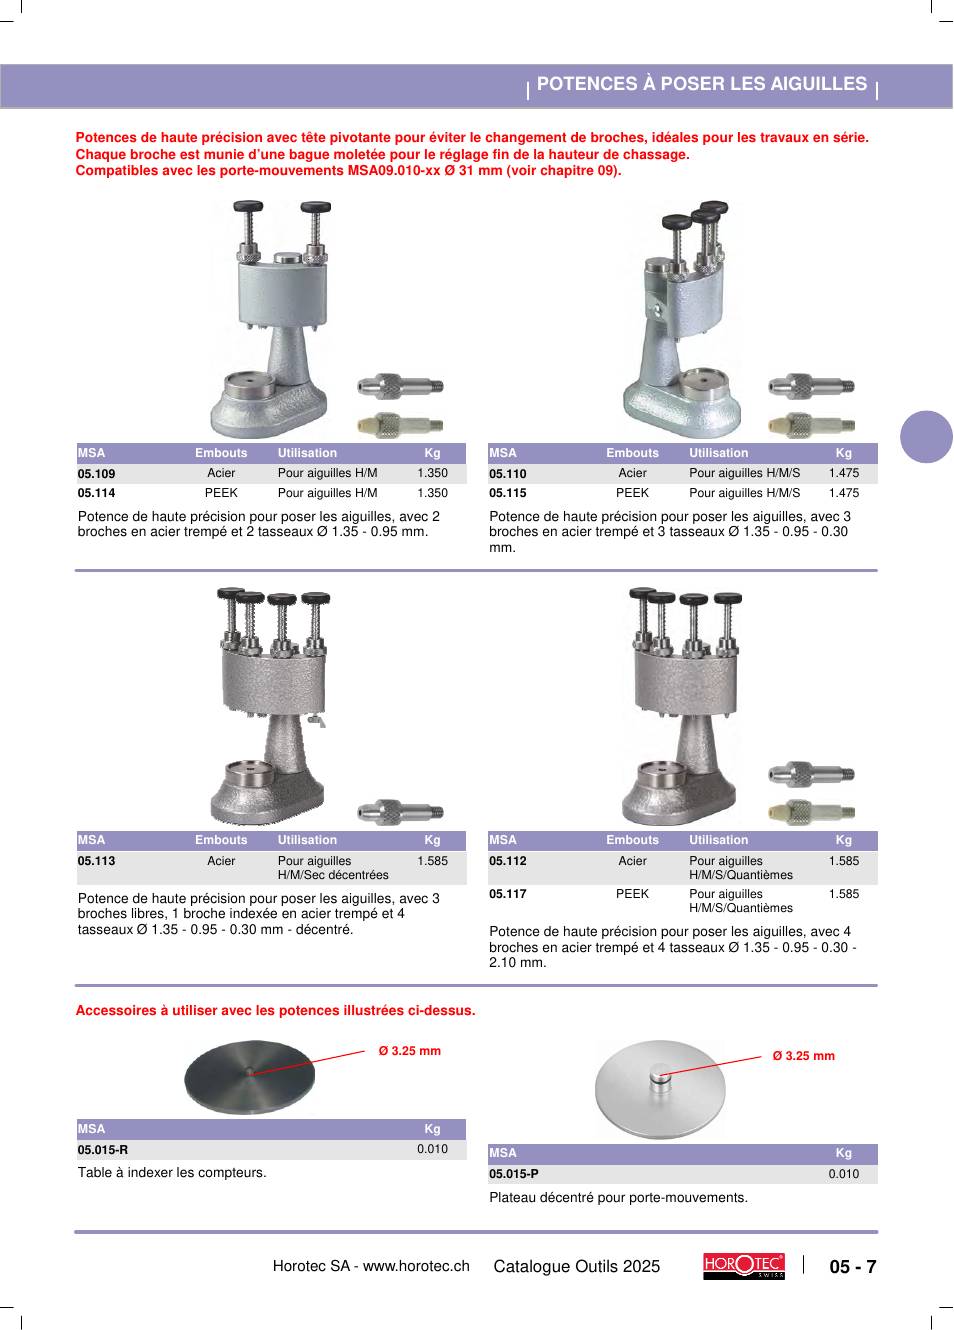 POTENCES À POSER LES AIGUILLES
Potences de haute précision avec tête pivotante pour éviter le changement de broches, idéales pour les travaux en série.
Chaque broche est munie d'une bague moletée pour le réglage fin de la hauteur de chassage.
Compatibles avec les porte-mouvements MSA09.010-xx Ø 31 mm (voir chapitre 09).
MSA Embouts Utilisation Kg
05.109 Acier Pour aiguilles H/M 1.350
05.114 PEEK Pour aiguilles H/M 1.350
Potence de haute précision pour poser les aiguilles, avec 2
broches en acier trempé et 2 tasseaux Ø 1.35 - 0.95 mm.
MSA Embouts Utilisation Kg
05.110 Acier Pour aiguilles H/M/S 1.475
05.115 PEEK Pour aiguilles H/M/S 1.475
Potence de haute précision pour poser les aiguilles, avec 3
broches en acier trempé et 3 tasseaux Ø 1.35 - 0.95 - 0.30
mm.
MSA Embouts Utilisation Kg
05.113 Acier Pour aiguilles 1.585
H/M/Sec décentrées
Potence de haute précision pour poser les aiguilles, avec 3
broches libres, 1 broche indexée en acier trempé et 4
tasseaux Ø 1.35 - 0.95 - 0.30 mm - décentré.
MSA Embouts Utilisation Kg
05.112 Acier Pour aiguilles 1.585
H/M/S/Quantièmes
05.117 PEEK Pour aiguilles 1.585
H/M/S/Quantièmes
Potence de haute précision pour poser les aiguilles, avec 4
broches en acier trempé et 4 tasseaux Ø 1.35 - 0.95 - 0.30 -
2.10 mm.
Accessoires à utiliser avec les potences illustrées ci-dessus.
Ø 3.25 mm
MSA Kg
05.015-R 0.010
Table à indexer les compteurs.
Ø 3.25 mm
MSA Kg
05.015-P 0.010
Plateau décentré pour porte-mouvements.
Horotec SA - www.horotec.ch Catalogue Outils 2025 HOROTEC SWISS 05 - 7